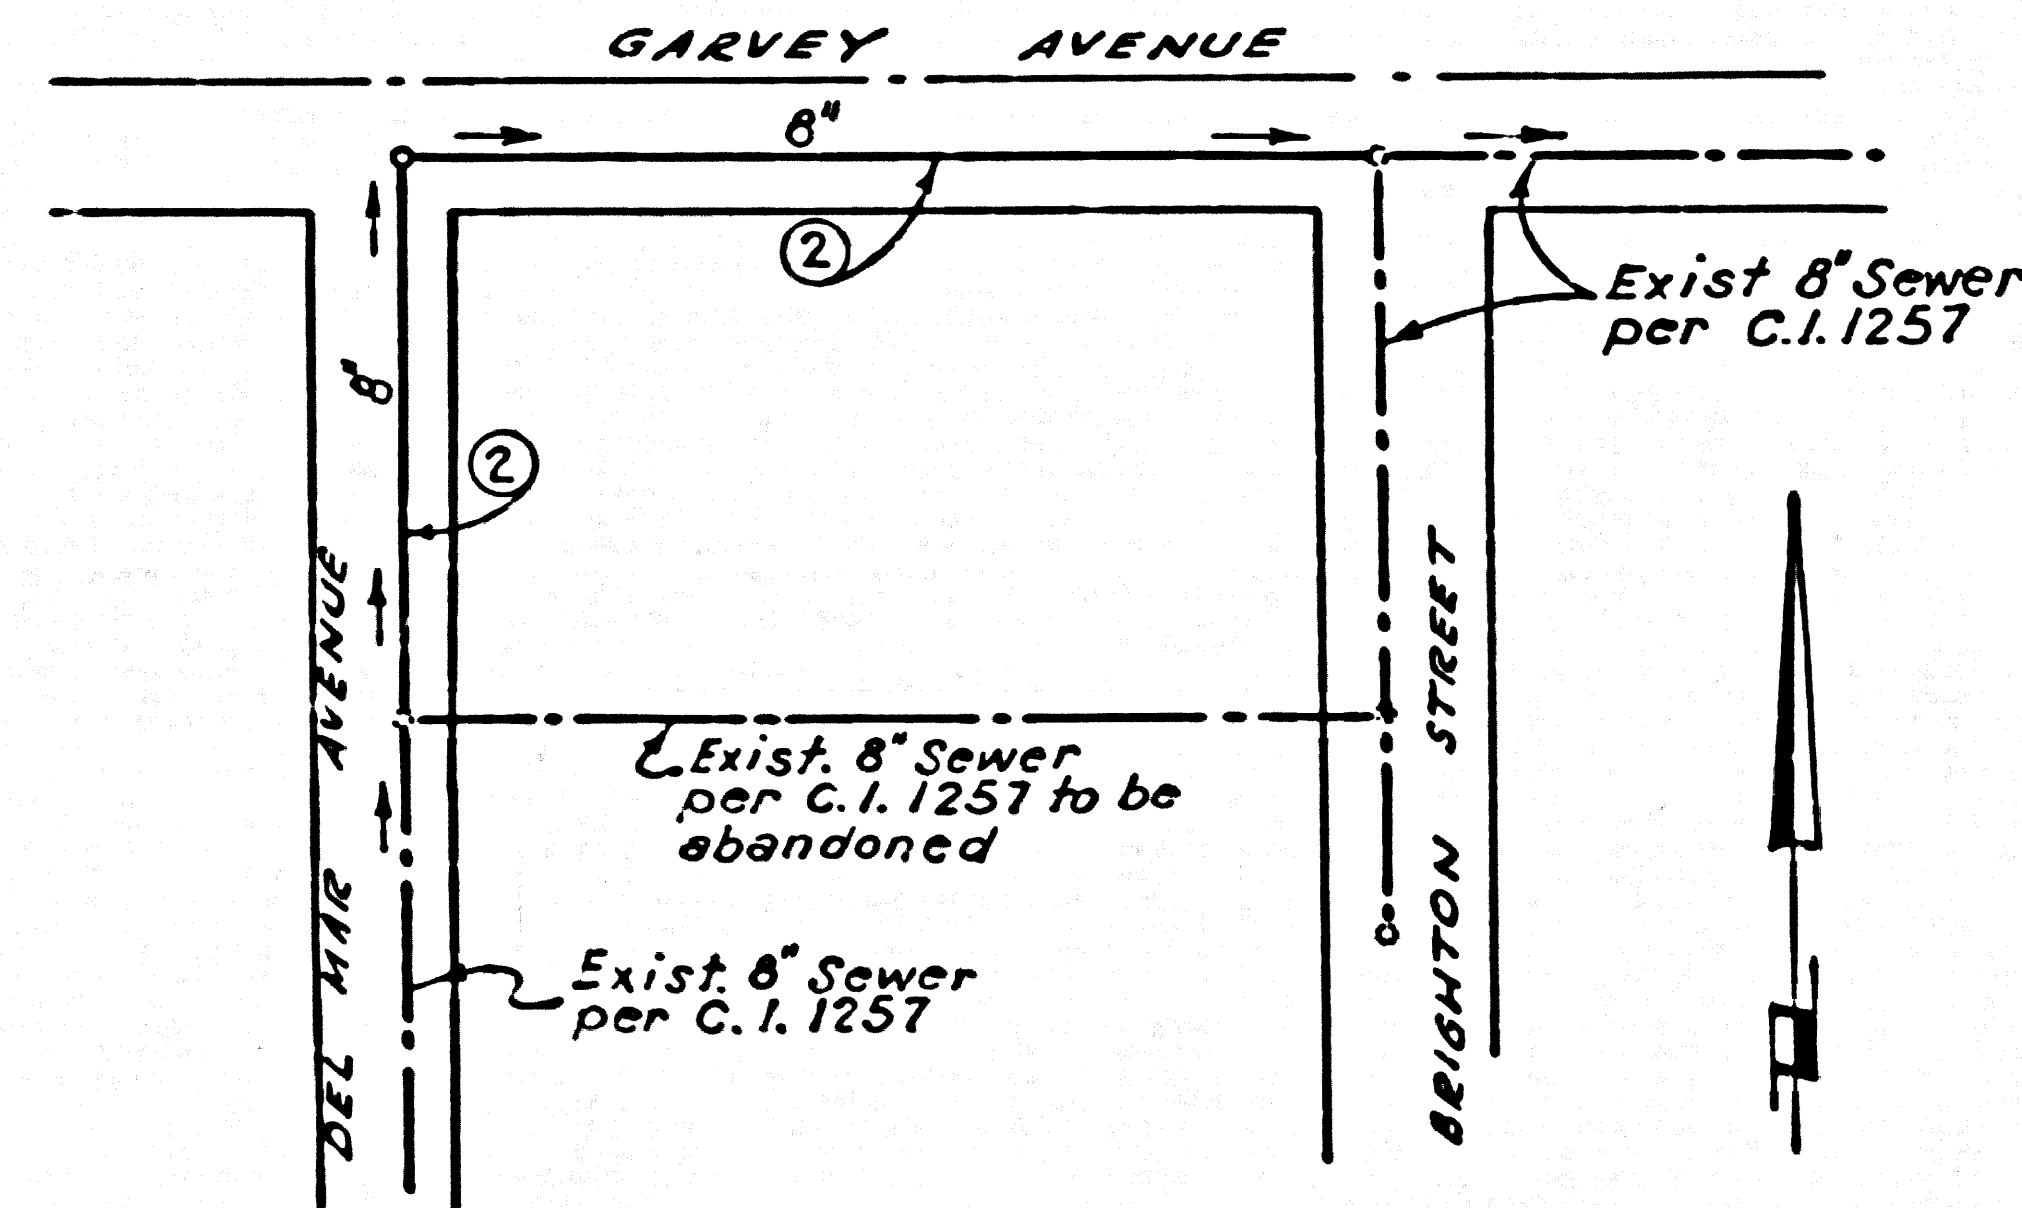 GARVEY AVENUE
8"
2
Exist 8" Sewer
per C.I. 1257
8"
2
DEL MAR AVENUE
BRIGHTON STREET
Exist. 8" Sewer
per C. I. 1257 to be
abandoned
Exist. 8" Sewer
per C. I. 1257